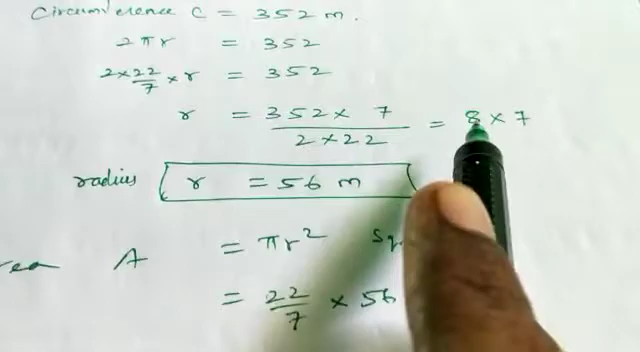 Circumference C = 352 m.
2πr = 352
2×22/7 × r = 352
r = 352 × 7 / 2×22 = 8 × 7
radius r = 56 m
A = πr²
= 22/7 × 56